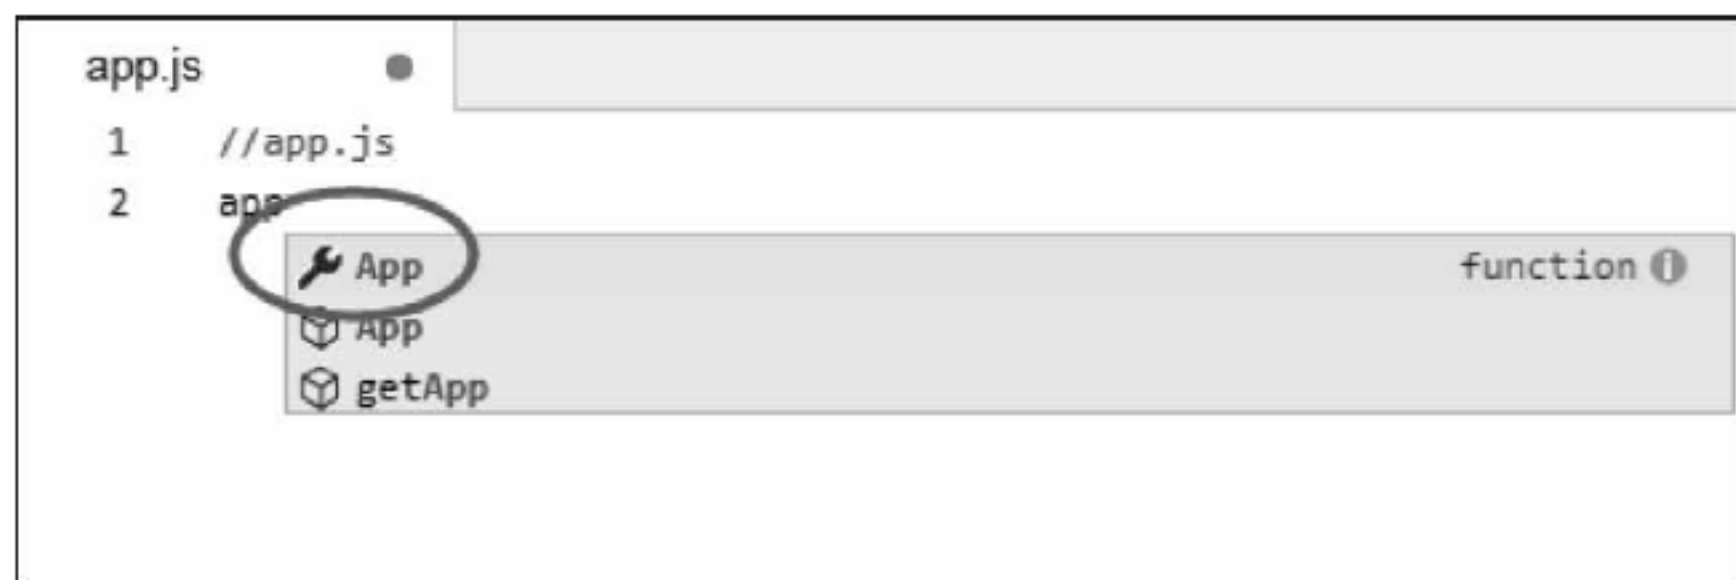 app.js
1 //app.js
2 app
App function
App
getApp